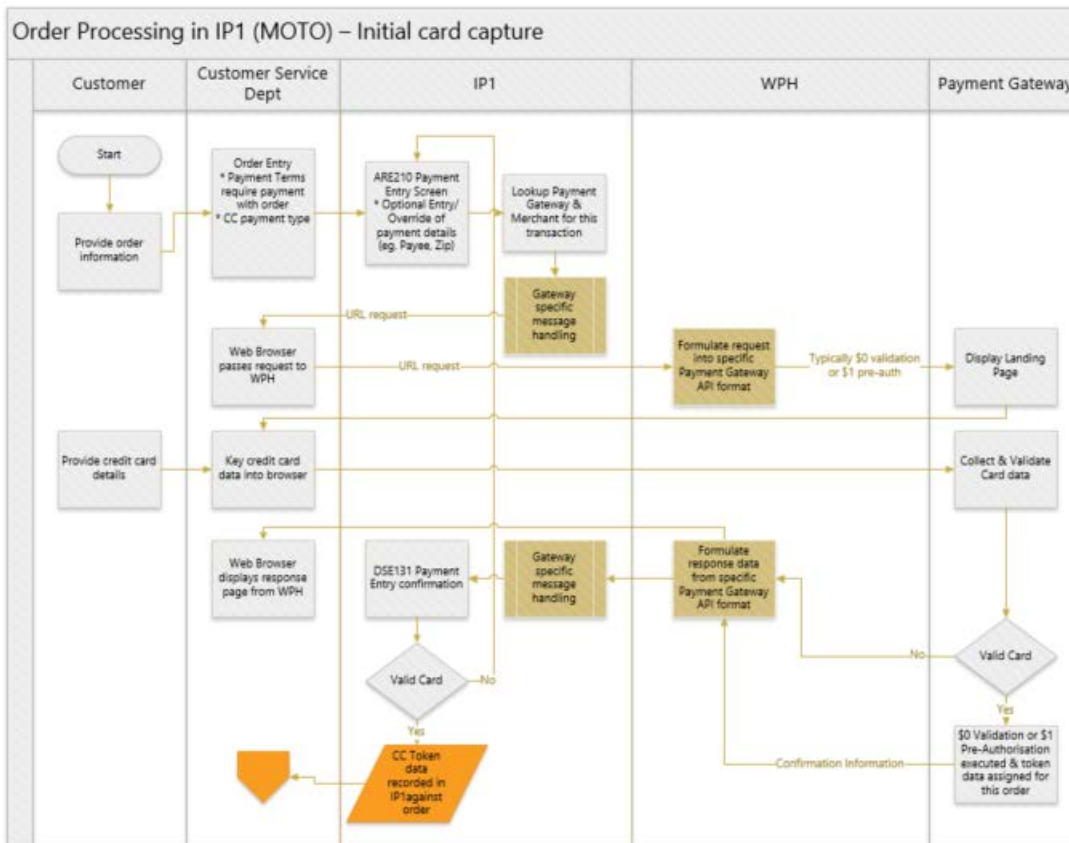 Order Processing in IP1 (MOTO) – Initial card capture
Customer
Customer Service
Dept
IP1
WPH
Payment Gateway
Start
Provide order
information
Order Entry
* Payment Terms
require payment
with order
* CC payment type
ARE210 Payment
Entry Screen
* Optional Entry/
Override of
payment details
(eg. Payee, Zip)
Lookup Payment
Gateway &
Merchant for this
transaction
Gateway
specific
message
handling
URL request
Web Browser
passes request to
WPH
URL request
Formulate request
into specific
Payment Gateway
API format
Typically $0 validation
or $1 pre-auth
Display Landing
Page
Provide credit card
details
Key credit card
data into browser
Collect & Validate
Card data
Web Browser
displays response
page from WPH
DSE131 Payment
Entry confirmation
Gateway
specific
message
handling
Formulate
response data
from specific
Payment Gateway
API format
No
Valid Card
Yes
Valid Card
No
Yes
CC Token
data
recorded in
IP1against
order
Confirmation Information
$0 Validation or $1
Pre-Authorisation
executed & token
data assigned for
this order